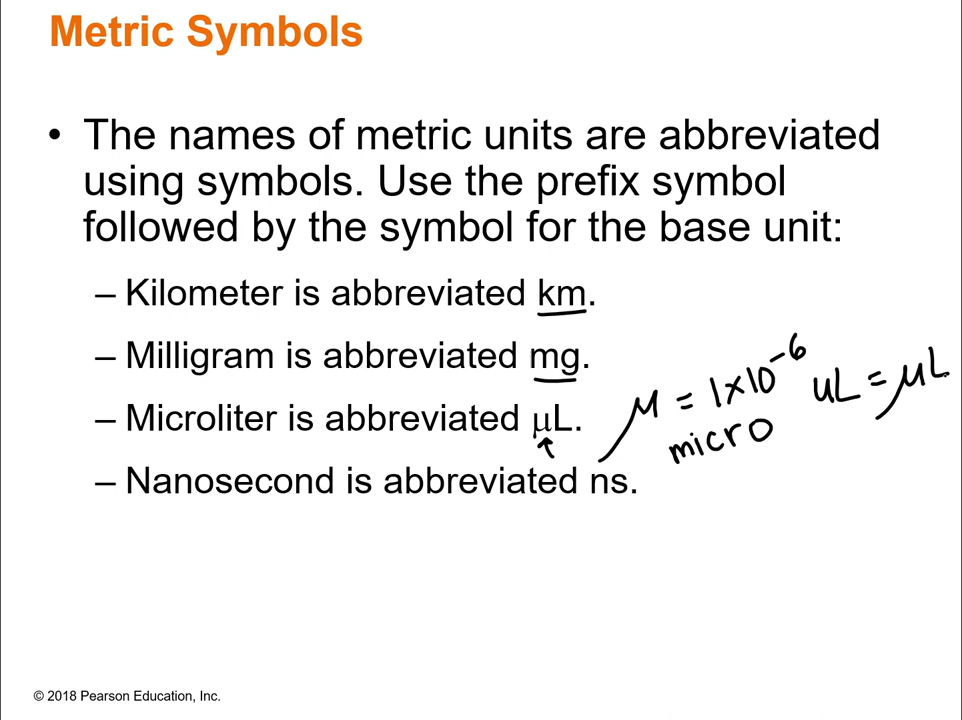 Metric Symbols
• The names of metric units are abbreviated
using symbols. Use the prefix symbol
followed by the symbol for the base unit:
– Kilometer is abbreviated km.
– Milligram is abbreviated mg.
– Microliter is abbreviated μL.
μ = 1×10⁻⁶
micro
uL = μL
– Nanosecond is abbreviated ns.
© 2018 Pearson Education, Inc.